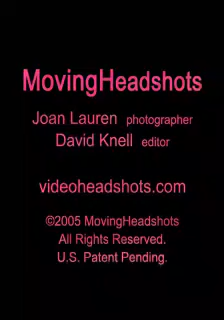 MovingHeadshots
Joan Lauren photographer
David Knell editor
videoheadshots.com
©2005 MovingHeadshots
All Rights Reserved.
U.S. Patent Pending.